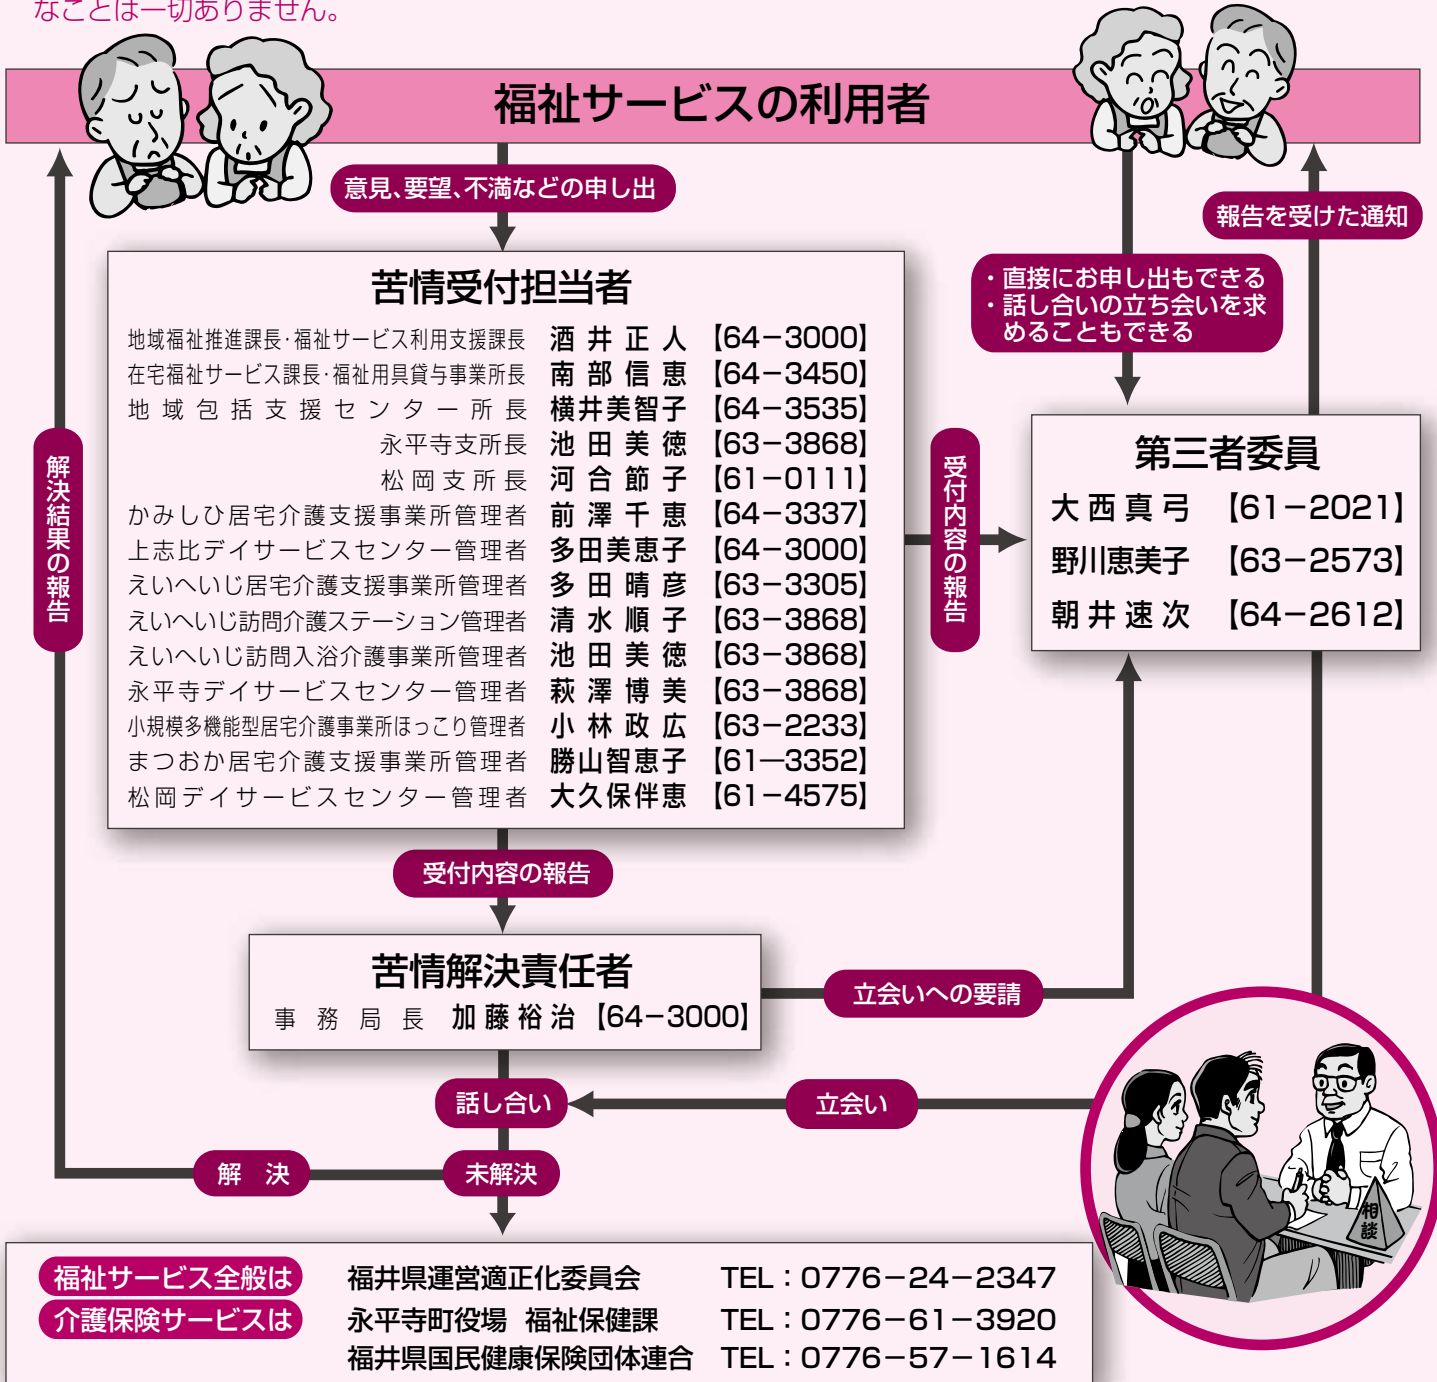 なことは一切ありません。
福祉サービスの利用者
意見、要望、不満などの申し出
報告を受けた通知
・直接にお申し出もできる
・話し合いの立ち会いを求
めることもできる
苦情受付担当者
地域福祉推進課長・福祉サービス利用支援課長 酒井正人 【64−3000】
在宅福祉サービス課長・福祉用具貸与事業所長 南部信恵 【64−3450】
地域包括支援センター所長 横井美智子 【64−3535】
永平寺支所長 池田美徳 【63−3868】
松岡支所長 河合節子 【61−0111】
かみしひ居宅介護支援事業所管理者 前澤千恵 【64−3337】
上志比デイサービスセンター管理者 多田美恵子 【64−3000】
えいへいじ居宅介護支援事業所管理者 多田晴彦 【63−3305】
えいへいじ訪問介護ステーション管理者 清水順子 【63−3868】
えいへいじ訪問入浴介護事業所管理者 池田美徳 【63−3868】
永平寺デイサービスセンター管理者 萩澤博美 【63−3868】
小規模多機能型居宅介護事業所ほっこり管理者 小林政広 【63−2233】
まつおか居宅介護支援事業所管理者 勝山智恵子 【61—3352】
松岡デイサービスセンター管理者 大久保伴恵 【61−4575】
解決結果の報告
受付内容の報告
第三者委員
大西真弓 【61−2021】
野川恵美子 【63−2573】
朝井速次 【64−2612】
受付内容の報告
苦情解決責任者
事務局長 加藤裕治 【64−3000】
立会いへの要請
話し合い
立会い
解決
未解決
相談
福祉サービス全般は 福井県運営適正化委員会 TEL：0776−24−2347
介護保険サービスは 永平寺町役場 福祉保健課 TEL：0776−61−3920
福井県国民健康保険団体連合 TEL：0776−57−1614